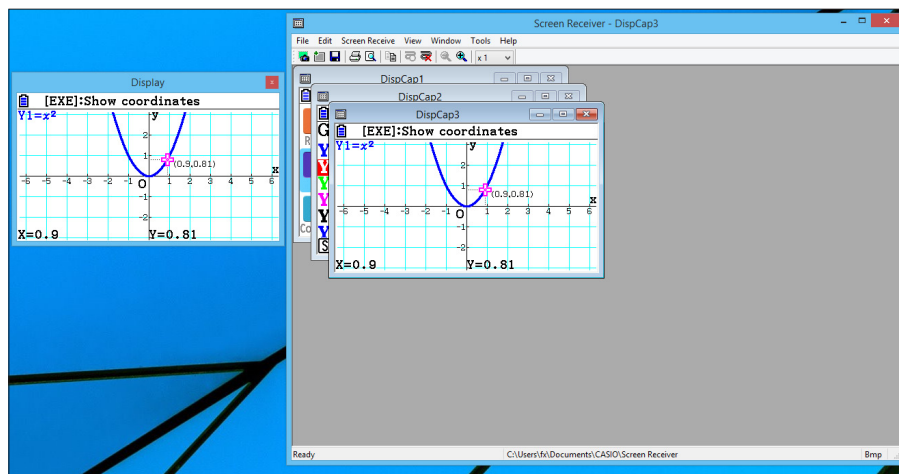 Screen Receiver - DispCap3
File Edit Screen Receive View Window Tools Help
x 1
Display
[EXE]:Show coordinates
Y1=x²
y
2
1
(0.9,0.81)
x
-6 -5 -4 -3 -2 -1 O 1 2 3 4 5 6
-1
-2
X=0.9 Y=0.81
DispCap1
R
Co
DispCap2
G
Y
Y
Y
Y
Y
Y
S
DispCap3
[EXE]:Show coordinates
Y1=x²
y
2
1
(0.9,0.81)
x
-6 -5 -4 -3 -2 -1 O 1 2 3 4 5 6
-1
-2
X=0.9 Y=0.81
Ready C:\Users\fx\Documents\CASIO\Screen Receiver Bmp